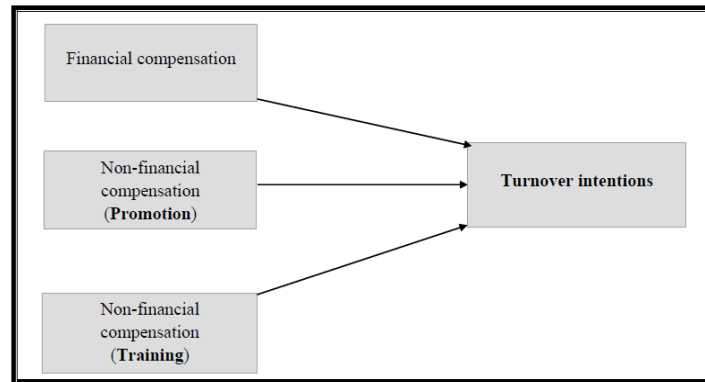 Financial compensation
Non-financial
compensation
(Promotion)
Turnover intentions
Non-financial
compensation
(Training)